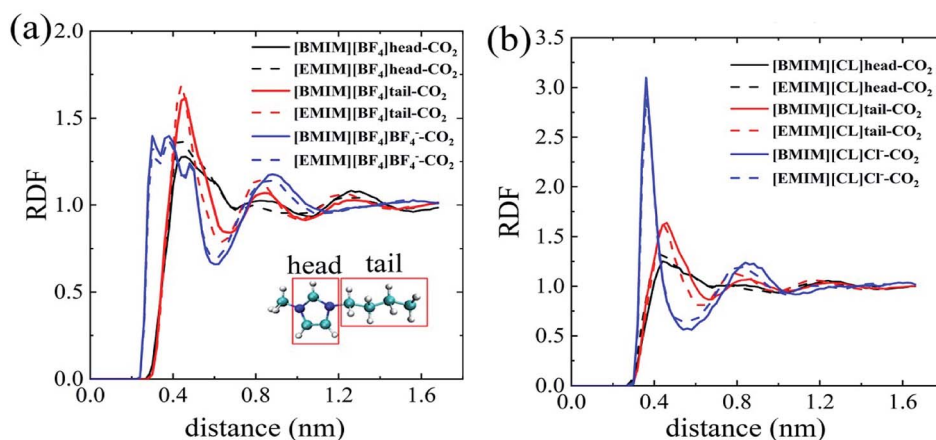 (a)
2.0
1.5
1.0
0.5
0.0
RDF
[BMIM][BF₄]head-CO₂
[EMIM][BF₄]head-CO₂
[BMIM][BF₄]tail-CO₂
[EMIM][BF₄]tail-CO₂
[BMIM][BF₄]BF₄⁻-CO₂
[EMIM][BF₄]BF₄⁻-CO₂
head tail
0.0 0.4 0.8 1.2 1.6
distance (nm)
(b)
3.5
3.0
2.5
2.0
1.5
1.0
0.5
0.0
RDF
[BMIM][CL]head-CO₂
[EMIM][CL]head-CO₂
[BMIM][CL]tail-CO₂
[EMIM][CL]tail-CO₂
[BMIM][CL]Cl⁻-CO₂
[EMIM][CL]Cl⁻-CO₂
0.0 0.4 0.8 1.2 1.6
distance (nm)